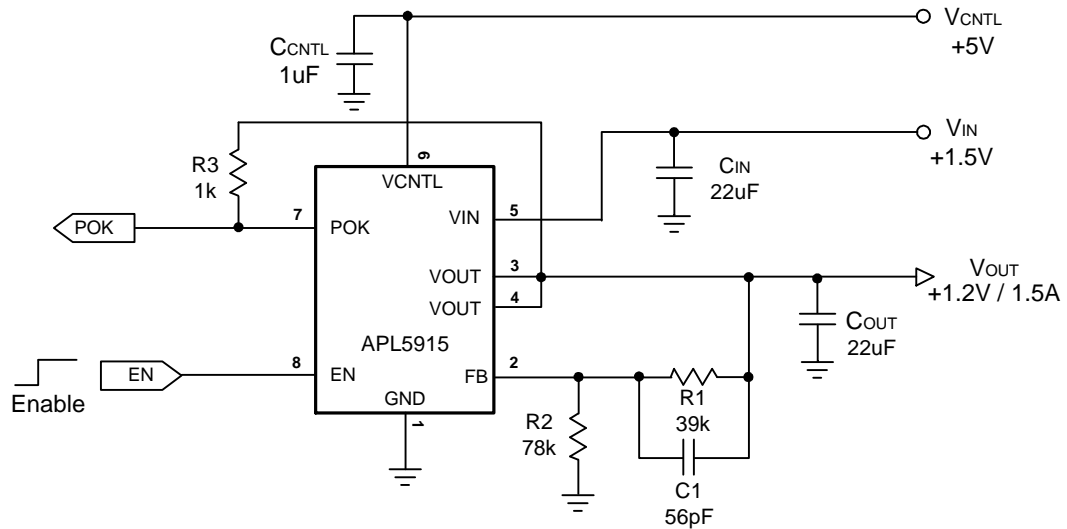 VCNTL
+5V
CCNTL
1uF
VIN
+1.5V
R3
1k
6
VCNTL
CIN
22uF
7
POK
POK
VIN
5
VOUT
3
VOUT
4
VOUT
+1.2V / 1.5A
APL5915
COUT
22uF
Enable
EN
8
EN
FB
2
GND
1
R1
39k
R2
78k
C1
56pF